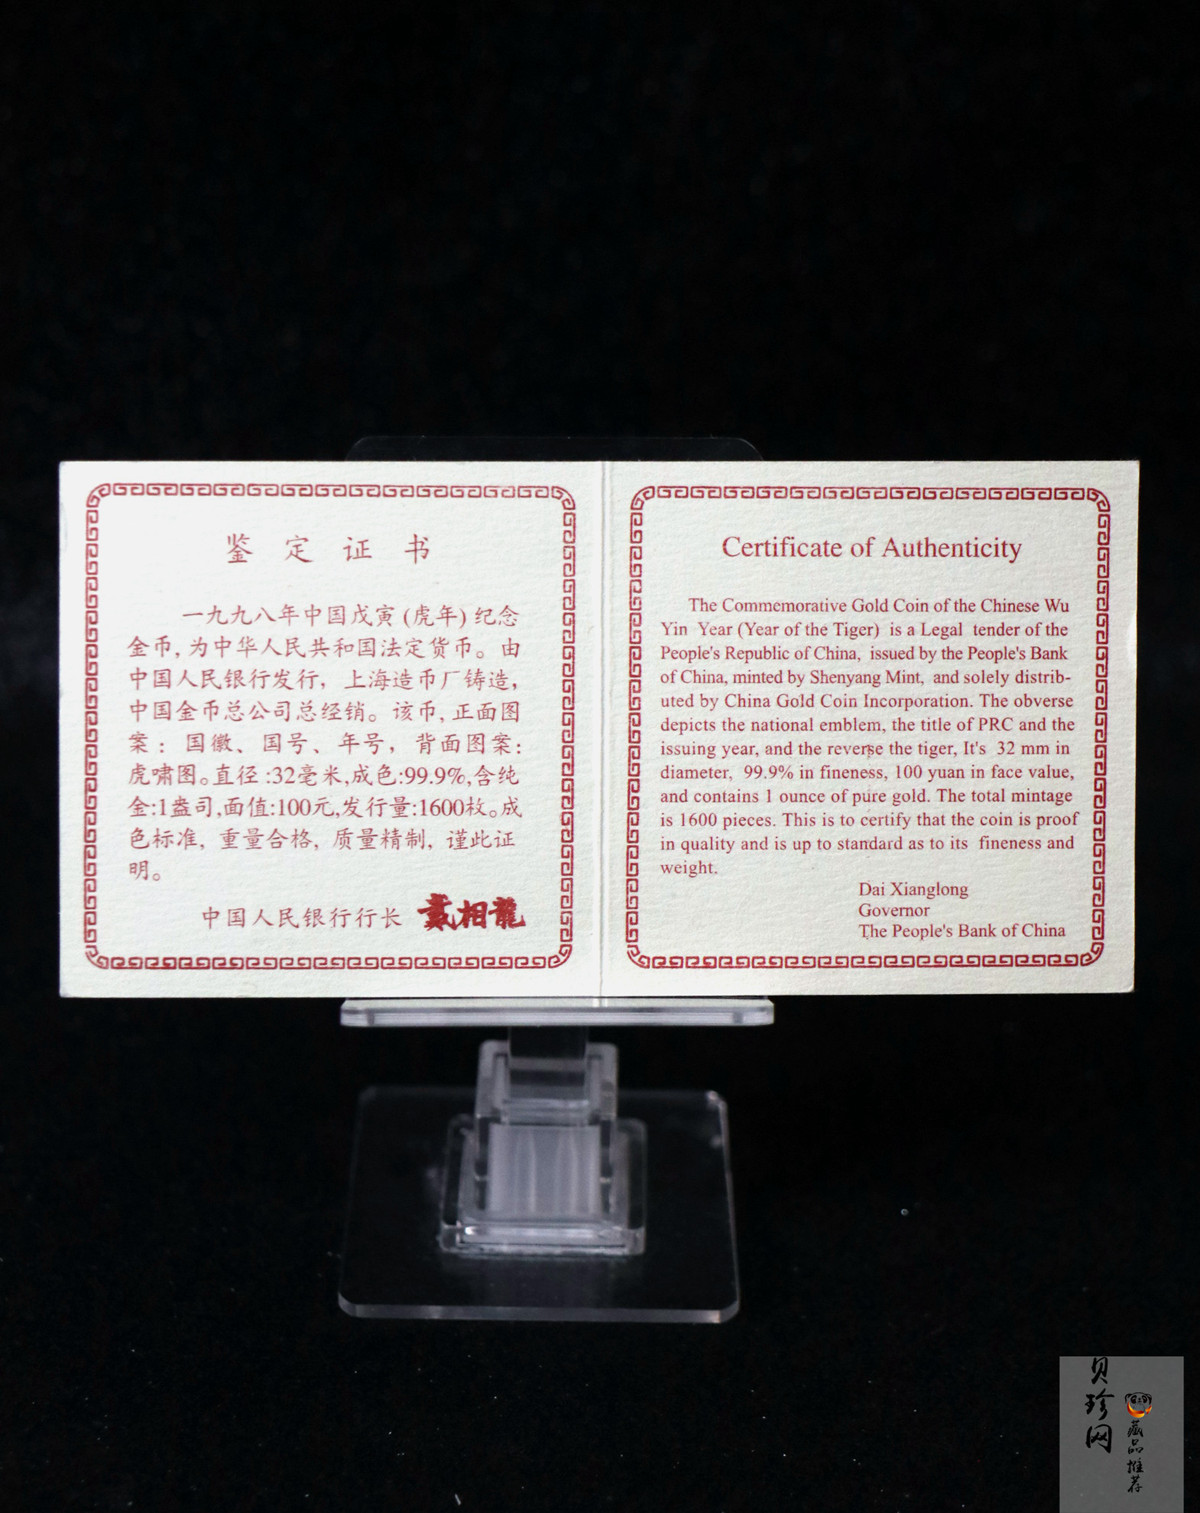 鉴定证书
一九九八年中国戊寅(虎年)纪念
金币,为中华人民共和国法定货币。由
中国人民银行发行,上海造币厂铸造,
中国金币总公司总经销。该币,正面图
案:国徽、国号、年号,背面图案:
虎啸图。直径:32毫米,成色:99.9%,含纯
金:1盎司,面值:100元,发行量:1600枚。成
色标准,重量合格,质量精制,谨此证
明。
中国人民银行行长 戴相龍
Certificate of Authenticity
The Commemorative Gold Coin of the Chinese Wu
Yin Year (Year of the Tiger) is a Legal tender of the
People's Republic of China, issued by the People's Bank
of China, minted by Shenyang Mint, and solely distrib-
uted by China Gold Coin Incorporation. The obverse
depicts the national emblem, the title of PRC and the
issuing year, and the reverse the tiger, It's 32 mm in
diameter, 99.9% in fineness, 100 yuan in face value,
and contains 1 ounce of pure gold. The total mintage
is 1600 pieces. This is to certify that the coin is proof
in quality and is up to standard as to its fineness and
weight.
Dai Xianglong
Governor
The People's Bank of China
贝珍网
藏品推荐